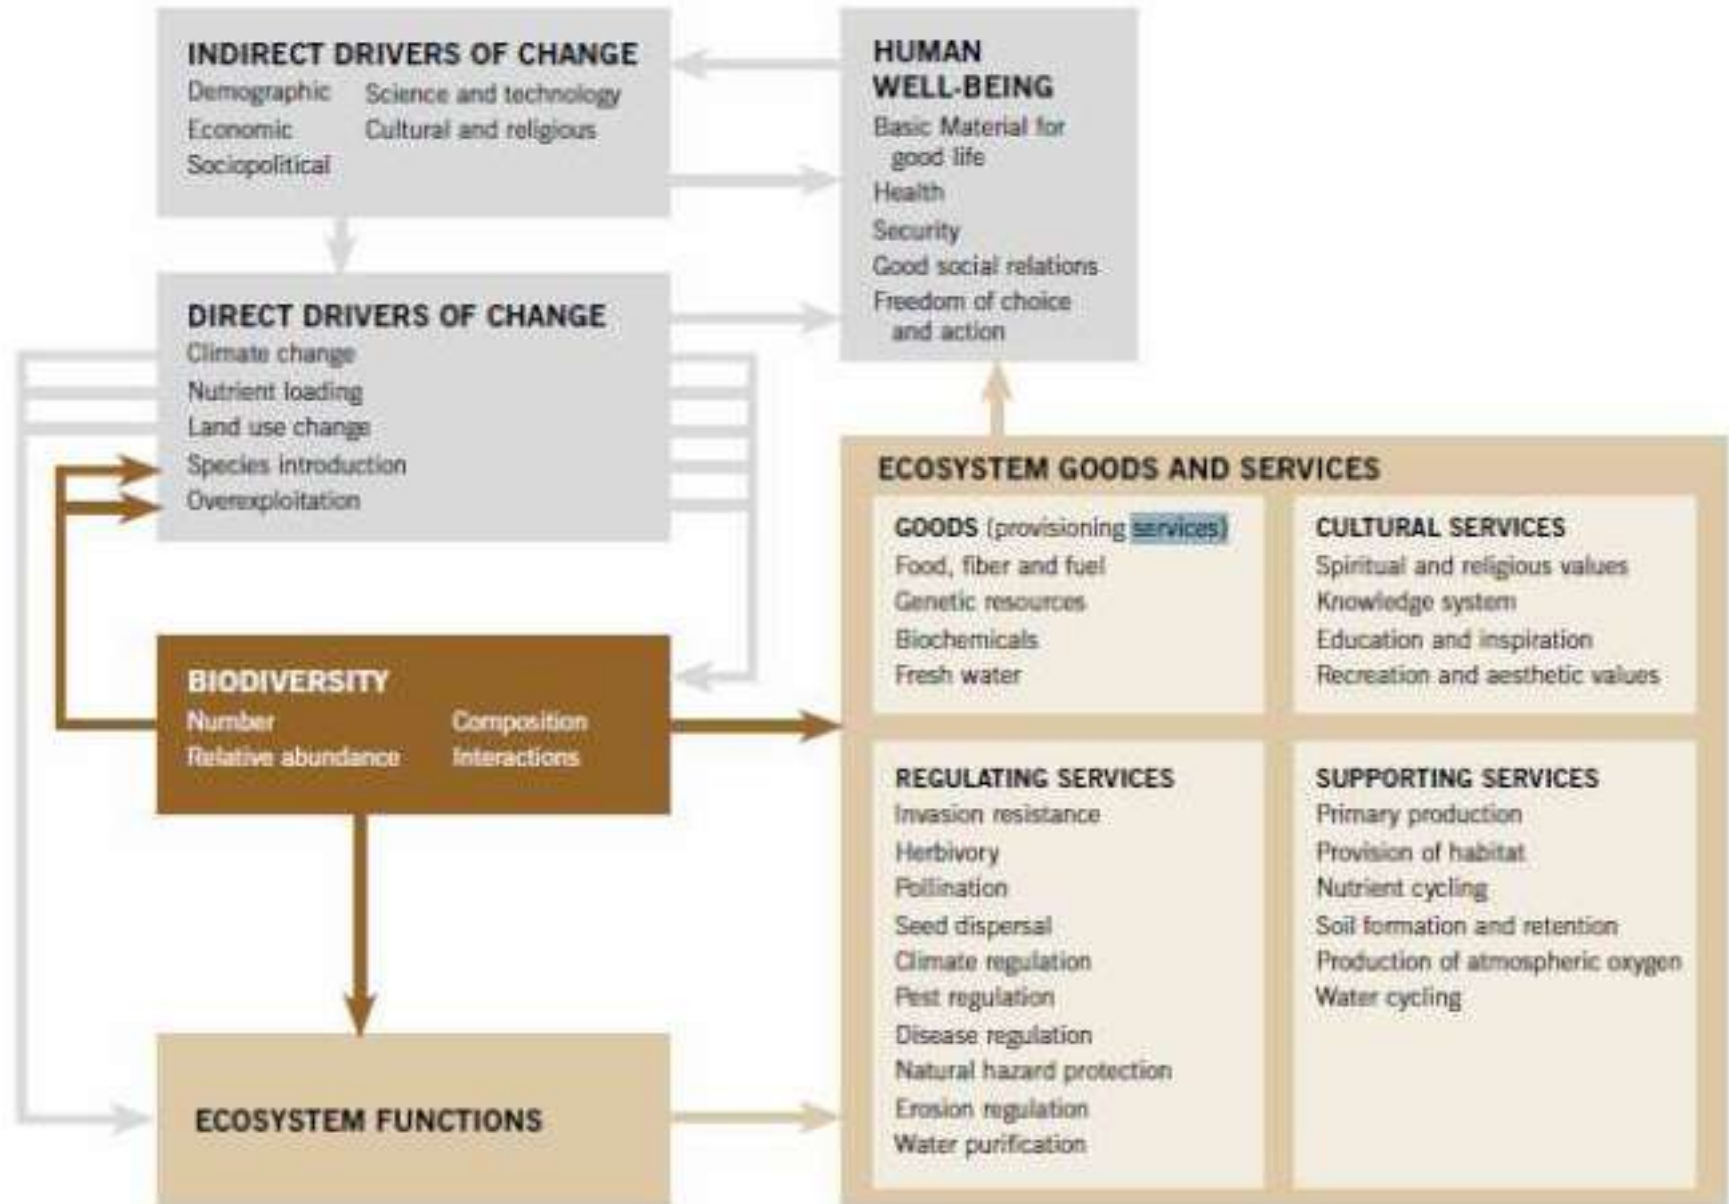 INDIRECT DRIVERS OF CHANGE
Demographic
Science and technology
Economic
Cultural and religious
Sociopolitical
HUMAN
WELL-BEING
Basic Material for
good life
Health
Security
Good social relations
Freedom of choice
and action
DIRECT DRIVERS OF CHANGE
Climate change
Nutrient loading
Land use change
Species introduction
Overexploitation
BIODIVERSITY
Number
Composition
Relative abundance
Interactions
ECOSYSTEM FUNCTIONS
ECOSYSTEM GOODS AND SERVICES
GOODS (provisioning services)
Food, fiber and fuel
Genetic resources
Biochemicals
Fresh water
CULTURAL SERVICES
Spiritual and religious values
Knowledge system
Education and inspiration
Recreation and aesthetic values
REGULATING SERVICES
Invasion resistance
Herbivory
Pollination
Seed dispersal
Climate regulation
Pest regulation
Disease regulation
Natural hazard protection
Erosion regulation
Water purification
SUPPORTING SERVICES
Primary production
Provision of habitat
Nutrient cycling
Soil formation and retention
Production of atmospheric oxygen
Water cycling